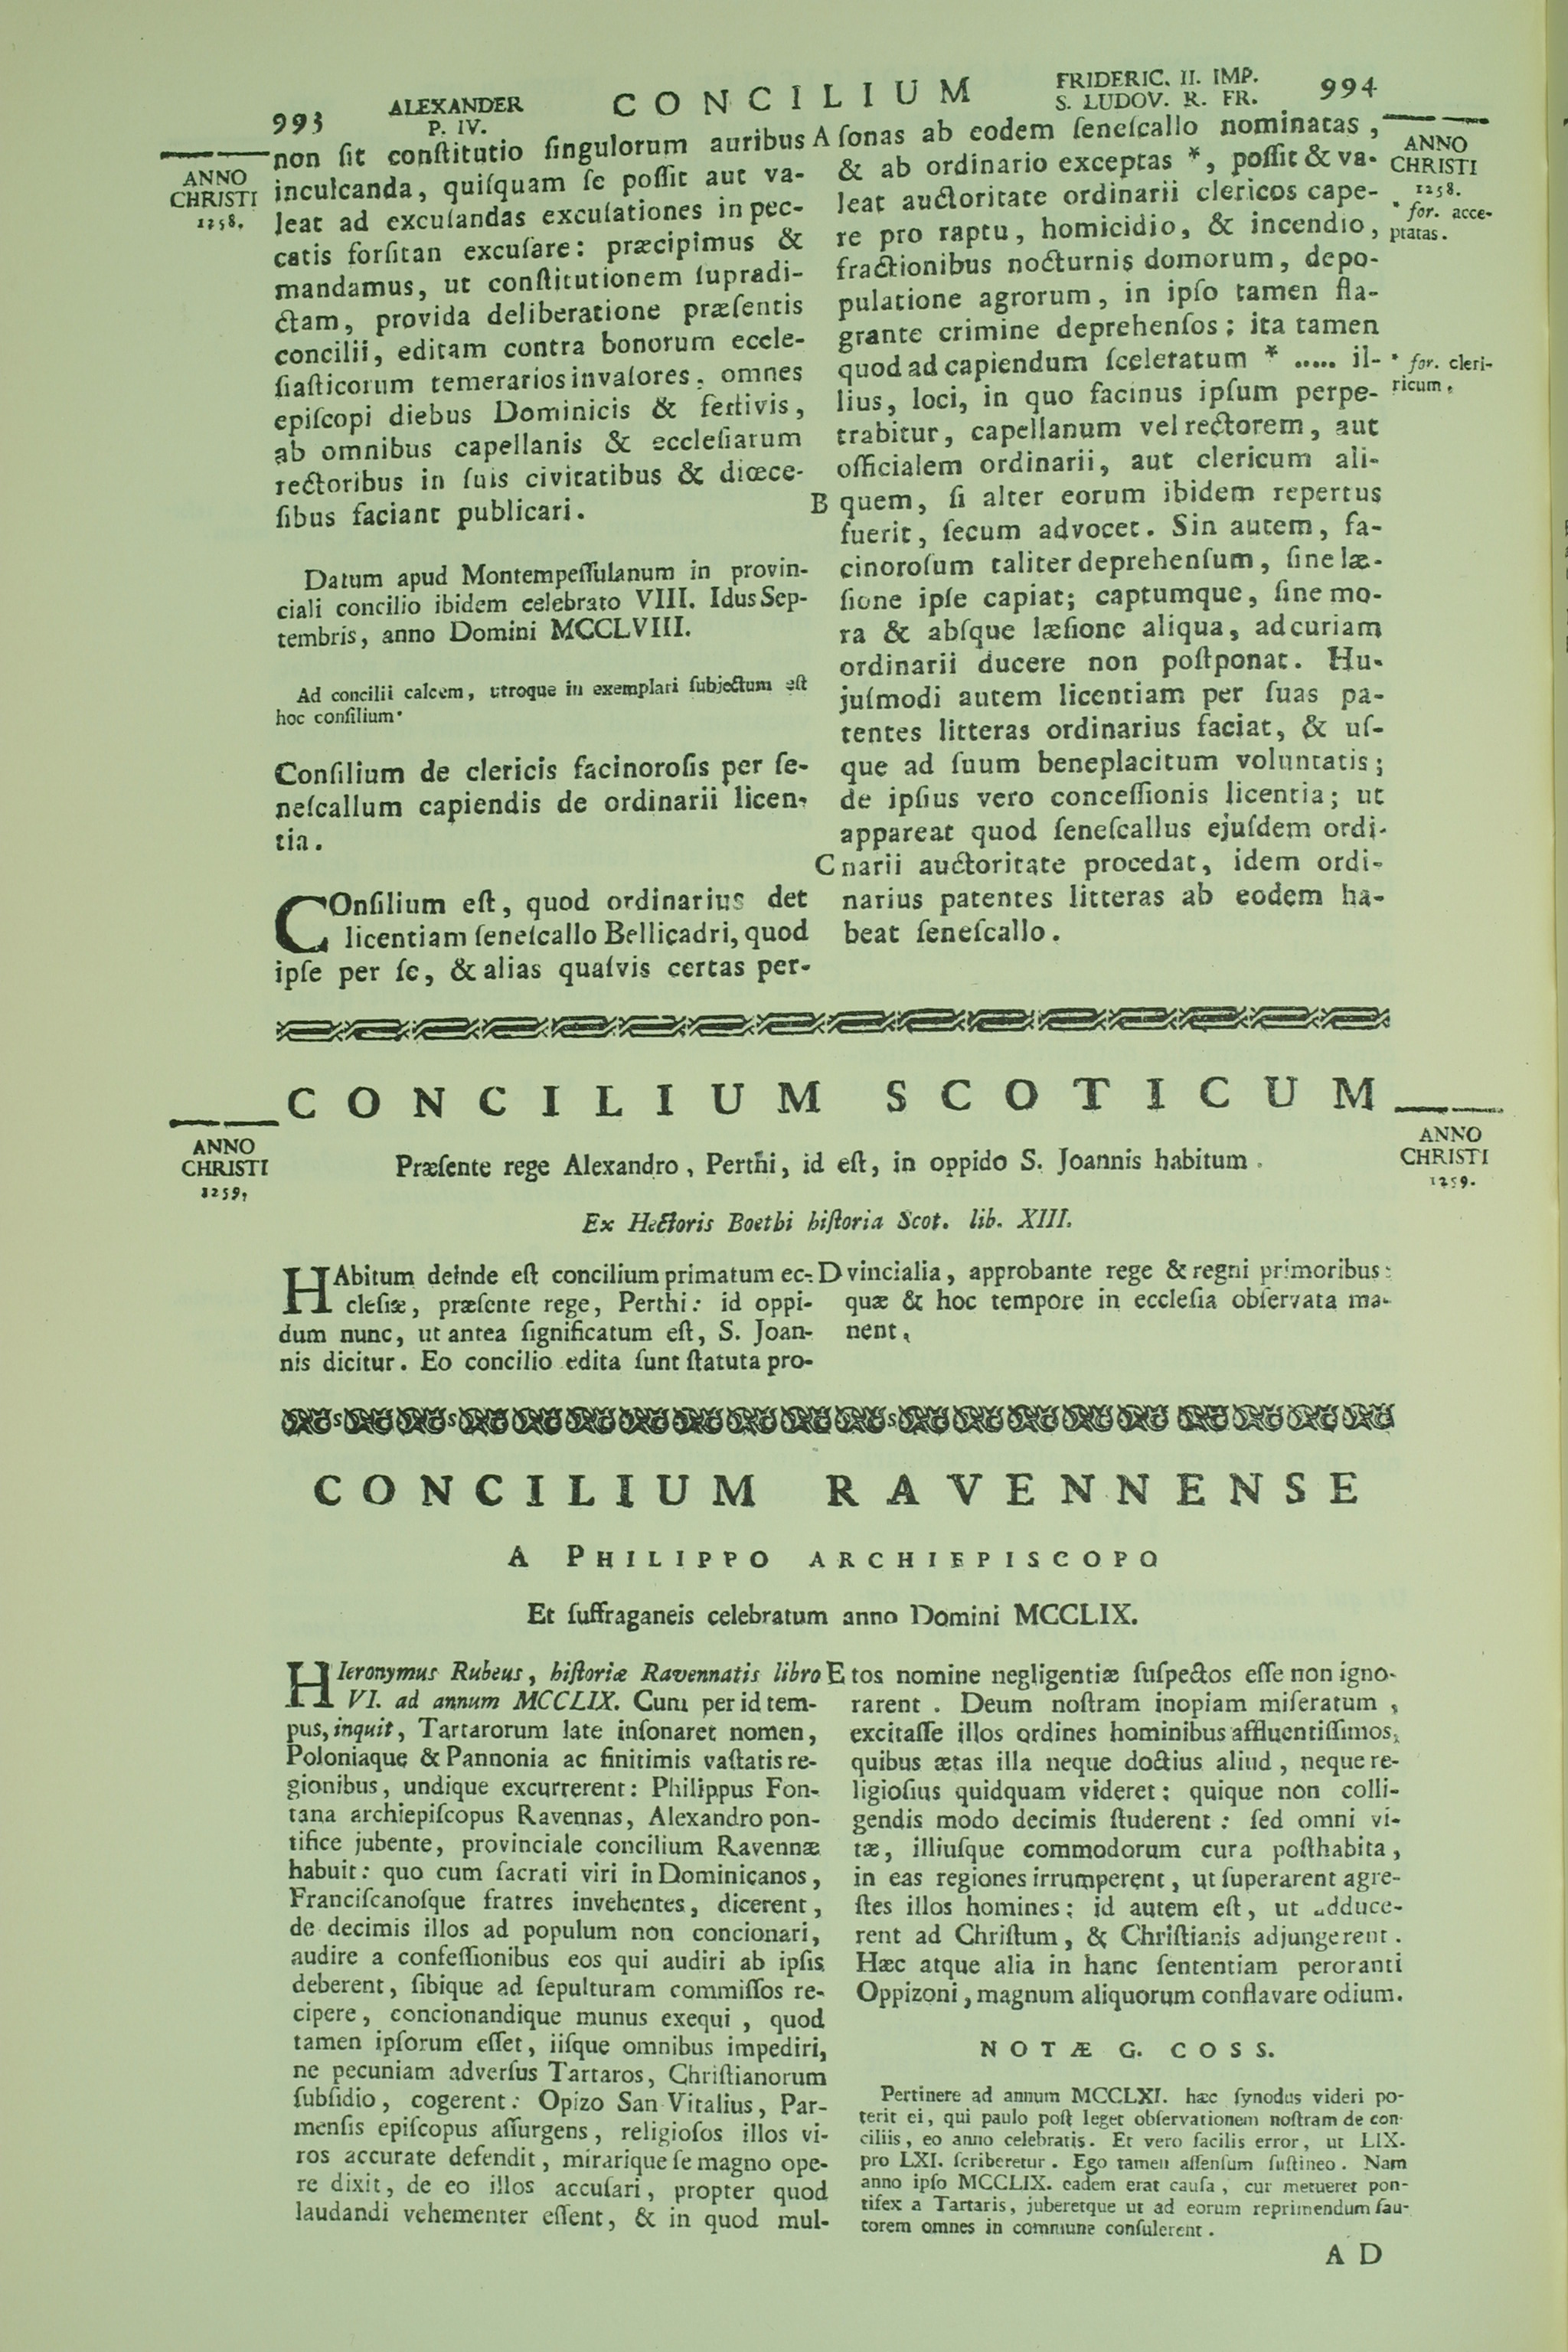 993
ALEXANDER
P. IV.
CONCILIUM
FRIDERIC. II. IMP.
S. LUDOV. R. FR.
994
ANNO
CHRISTI
1258.
non ſit conſtitutio ſingulorum auribus
inculcanda, quiſquam ſe poſſit aut va-
leat ad excuſandas excuſationes in pec-
catis forſitan excuſare: præcipimus &
mandamus, ut conſtitutionem ſupradi-
ctam, provida deliberatione præſentis
concilii, editam contra bonorum eccle-
ſiaſticorum temerarios invaſores, omnes
epiſcopi diebus Dominicis & feſtivis,
ab omnibus capellanis & eccleſiarum
rectoribus in ſuis civitatibus & diœce-
ſibus faciant publicari.
Datum apud Montempeſſulanum in provin-
ciali concilio ibidem celebrato VIII. Idus Sep-
tembris, anno Domini MCCLVIII.
Ad concilii calcem, utroque in exemplari ſubjectum eſt
hoc conſilium.
Conſilium de clericis facinoroſis per ſe-
neſcallum capiendis de ordinarii licen-
tia.
COnſilium eſt, quod ordinarius det
licentiam ſeneſcallo Bellicadri, quod
ipſe per ſe, & alias quaſvis certas per-
A ſonas ab eodem ſeneſcallo nominatas,
& ab ordinario exceptas *, poſſit & va-
leat auctoritate ordinarii clericos cape-
re pro raptu, homicidio, & incendio,
fractionibus nocturnis domorum, depo-
pulatione agrorum, in ipſo tamen fla-
grante crimine deprehenſos; ita tamen
quod ad capiendum ſceleratum * ..... il-
lius, loci, in quo facinus ipſum perpe-
trabitur, capellanum vel rectorem, aut
officialem ordinarii, aut clericum ali-
B quem, ſi alter eorum ibidem repertus
fuerit, ſecum advocet. Sin autem, fa-
cinoroſum taliter deprehenſum, ſine læ-
ſione ipſe capiat; captumque, ſine mo-
ra & abſque læſione aliqua, ad curiam
ordinarii ducere non poſtponat. Hu-
juſmodi autem licentiam per ſuas pa-
tentes litteras ordinarius faciat, & uſ-
que ad ſuum beneplacitum voluntatis;
de ipſius vero conceſſionis licentia; ut
appareat quod ſeneſcallus ejuſdem ordi-
C narii auctoritate procedat, idem ordi-
narius patentes litteras ab eodem ha-
beat ſeneſcallo.
ANNO
CHRISTI
1258.
* for. acce-
ptatas.
* for. cleri-
ricum.
CONCILIUM SCOTICUM
ANNO
CHRISTI
1259.
ANNO
CHRISTI
1259.
Præſente rege Alexandro, Perthi, id eſt, in oppido S. Joannis habitum.
Ex Hectoris Boethi hiſtoria Scot. lib. XIII.
HAbitum deinde eſt concilium primatum ec-
cleſiæ, præſente rege, Perthi: id oppi-
dum nunc, ut antea ſignificatum eſt, S. Joan-
nis dicitur. Eo concilio edita ſunt ſtatuta pro-
D vincialia, approbante rege & regni primoribus:
quæ & hoc tempore in eccleſia obſervata ma-
nent.
CONCILIUM RAVENNENSE
A PHILIPPO ARCHIEPISCOPO
Et ſuffraganeis celebratum anno Domini MCCLIX.
HIeronymus Rubeus, hiſtoriæ Ravennatis libro
VI. ad annum MCCLIX. Cum per id tem-
pus, inquit, Tartarorum late inſonaret nomen,
Poloniaque & Pannonia ac finitimis vaſtatis re-
gionibus, undique excurrerent: Philippus Fon-
tana archiepiſcopus Ravennas, Alexandro pon-
tifice jubente, provinciale concilium Ravennæ
habuit: quo cum ſacrati viri in Dominicanos,
Franciſcanoſque fratres invehentes, dicerent,
de decimis illos ad populum non concionari,
audire a confeſſionibus eos qui audiri ab ipſis
deberent, ſibique ad ſepulturam commiſſos re-
cipere, concionandique munus exequi, quod
tamen ipſorum eſſet, iiſque omnibus impediri,
ne pecuniam adverſus Tartaros, Chriſtianorum
ſubſidio, cogerent: Opizo San-Vitalius, Par-
menſis epiſcopus aſſurgens, religioſos illos vi-
ros accurate defendit, mirarique ſe magno ope-
re dixit, de eo illos accuſari, propter quod
laudandi vehementer eſſent, & in quod mul-
E tos nomine negligentiæ ſuſpectos eſſe non igno-
rarent. Deum noſtram inopiam miſeratum,
excitaſſe illos ordines hominibus affluentiſſimos,
quibus ætas illa neque doctius aliud, neque re-
ligioſius quidquam videret: quique non colli-
gendis modo decimis ſtuderent: ſed omni vi-
tæ, illiuſque commodorum cura poſthabita,
in eas regiones irrumperent, ut ſuperarent agre-
ſtes illos homines; id autem eſt, ut adduce-
rent ad Chriſtum, & Chriſtianis adjungerent.
Hæc atque alia in hanc ſententiam peroranti
Oppizoni, magnum aliquorum conflavare odium.
NOTÆ G. COSS.
Pertinere ad annum MCCLXI. hæc ſynodus videri po-
terit ei, qui paulo poſt leget obſervationem noſtram de con-
ciliis, eo anno celebratis. Et vero facilis error, ut LIX.
pro LXI. ſcriberetur. Ego tamen aſſenſum ſuſtineo. Nam
anno ipſo MCCLIX. eadem erat cauſa, cur metueret pon-
tifex a Tartaris, juberetque ut ad eorum reprimendum ſau-
torem omnes in commune conſulerent.
AD